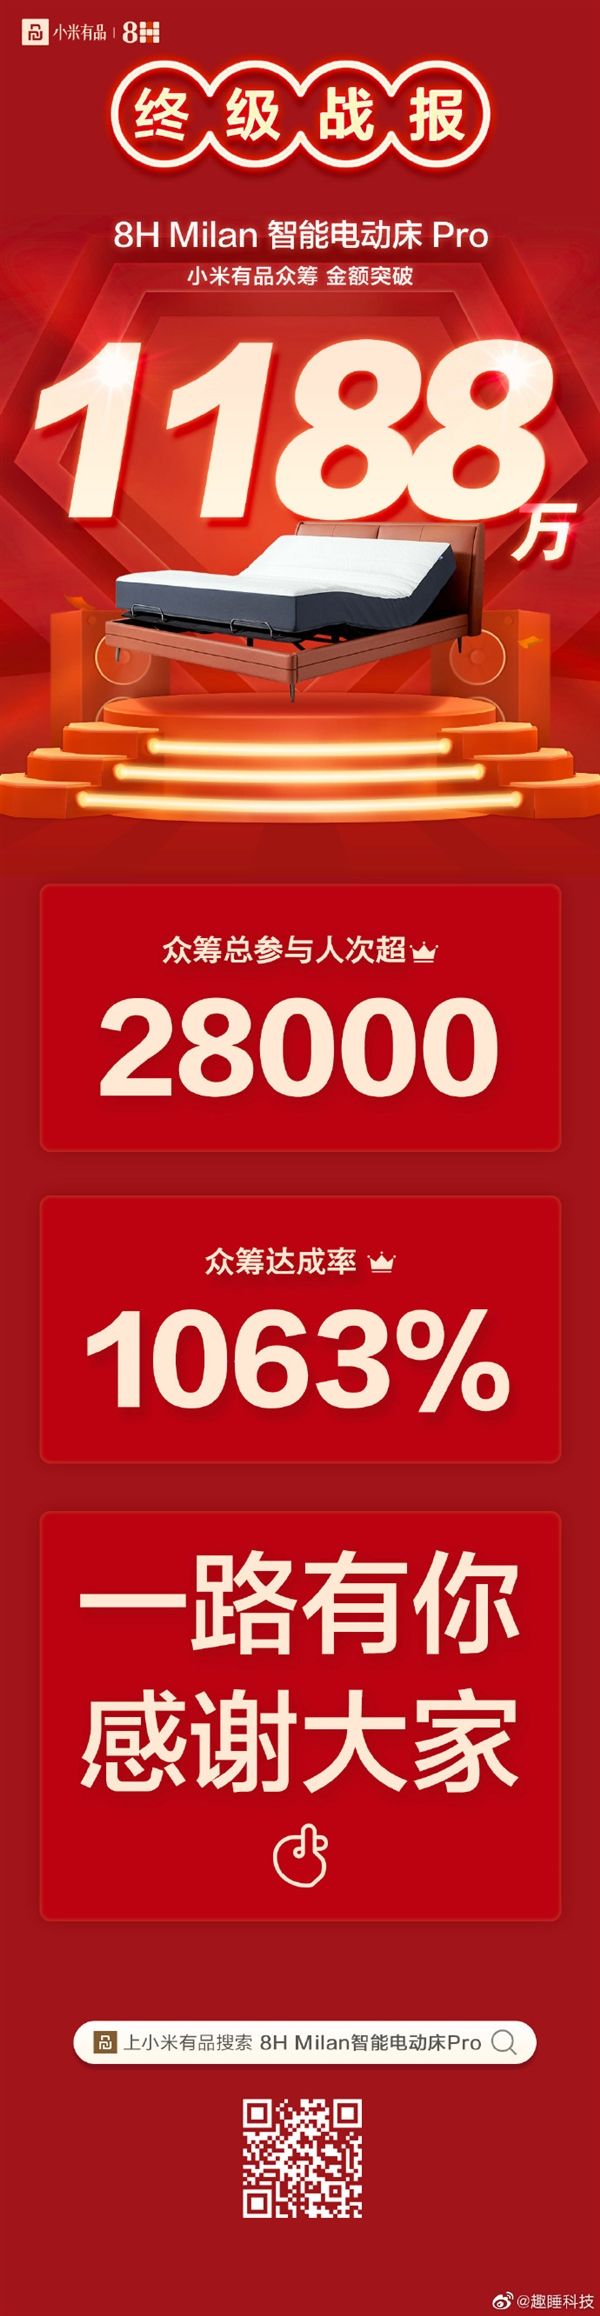 小米有品 | 8H
终级战报
8H Milan 智能电动床 Pro
小米有品众筹 金额突破
1188
万
众筹总参与人次超
28000
众筹达成率
1063%
一路有你
感谢大家
上小米有品搜索 8H Milan智能电动床Pro
@趣睡科技